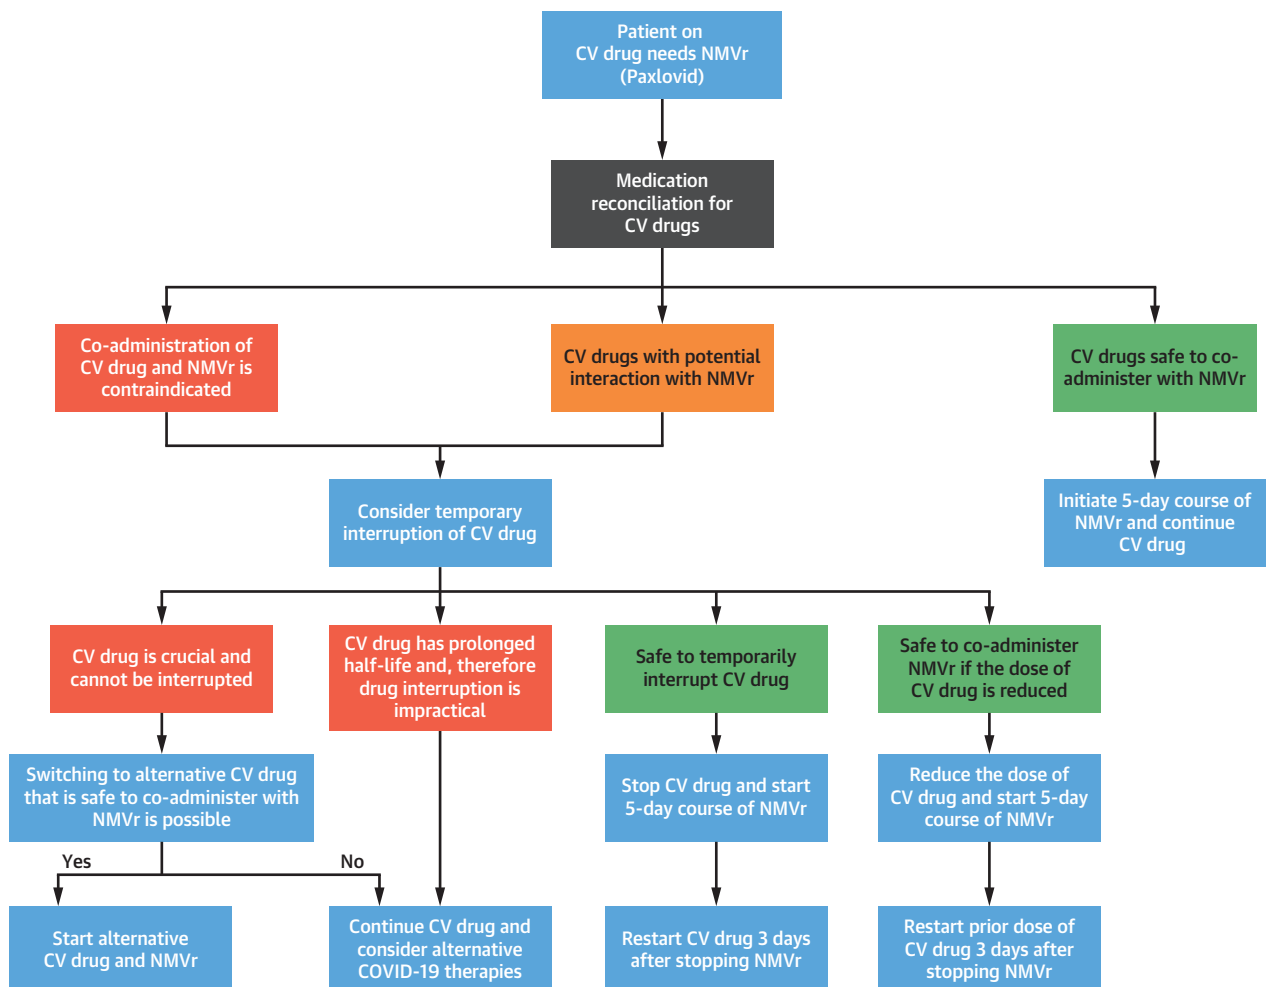 Patient on
CV drug needs NMVr
(Paxlovid)
Medication
reconciliation for
CV drugs
Co-administration of
CV drug and NMVr is
contraindicated
CV drugs with potential
interaction with NMVr
CV drugs safe to co-
administer with NMVr
Consider temporary
interruption of CV drug
Initiate 5-day course of
NMVr and continue
CV drug
CV drug is crucial and
cannot be interrupted
CV drug has prolonged
half-life and, therefore
drug interruption is
impractical
Safe to temporarily
interrupt CV drug
Safe to co-administer
NMVr if the dose of
CV drug is reduced
Switching to alternative CV drug
that is safe to co-administer with
NMVr is possible
Stop CV drug and start
5-day course of NMVr
Reduce the dose of
CV drug and start 5-day
course of NMVr
Yes
No
Start alternative
CV drug and NMVr
Continue CV drug and
consider alternative
COVID-19 therapies
Restart CV drug 3 days
after stopping NMVr
Restart prior dose of
CV drug 3 days after
stopping NMVr